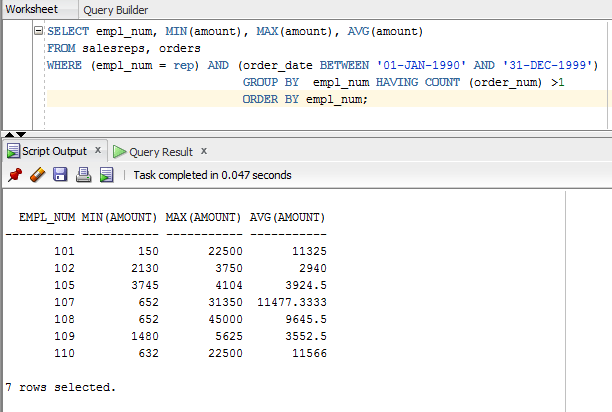 Worksheet Query Builder
SELECT empl_num, MIN(amount), MAX(amount), AVG(amount)
FROM salesreps, orders
WHERE (empl_num = rep) AND (order_date BETWEEN '01-JAN-1990' AND '31-DEC-1999')
GROUP BY empl_num HAVING COUNT (order_num) >1
ORDER BY empl_num;
Script Output x Query Result x
Task completed in 0.047 seconds
EMPL_NUM MIN(AMOUNT) MAX(AMOUNT) AVG(AMOUNT)
---------- ----------- ----------- -----------
101 150 22500 11325
102 2130 3750 2940
105 3745 4104 3924.5
107 652 31350 11477.3333
108 652 45000 9645.5
109 1480 5625 3552.5
110 632 22500 11566
7 rows selected.